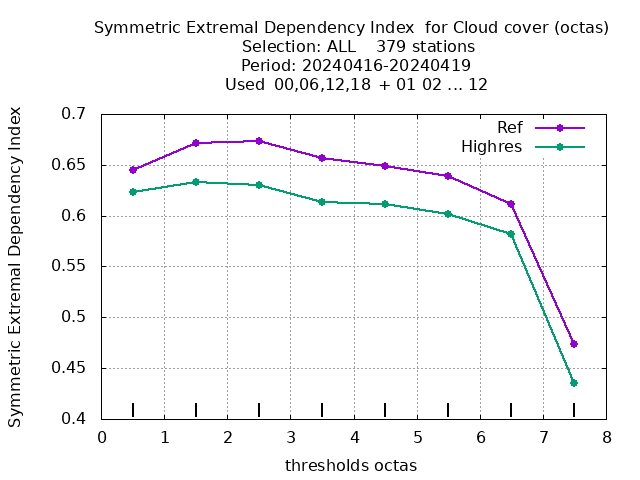 Symmetric Extremal Dependency Index  for Cloud cover (octas)
Selection: ALL    379 stations
Period: 20240416-20240419
Used  00,06,12,18 + 01 02 ... 12
Symmetric Extremal Dependency Index
0.7
0.65
0.6
0.55
0.5
0.45
0.4
Ref
Highres
0 1 2 3 4 5 6 7 8
thresholds octas